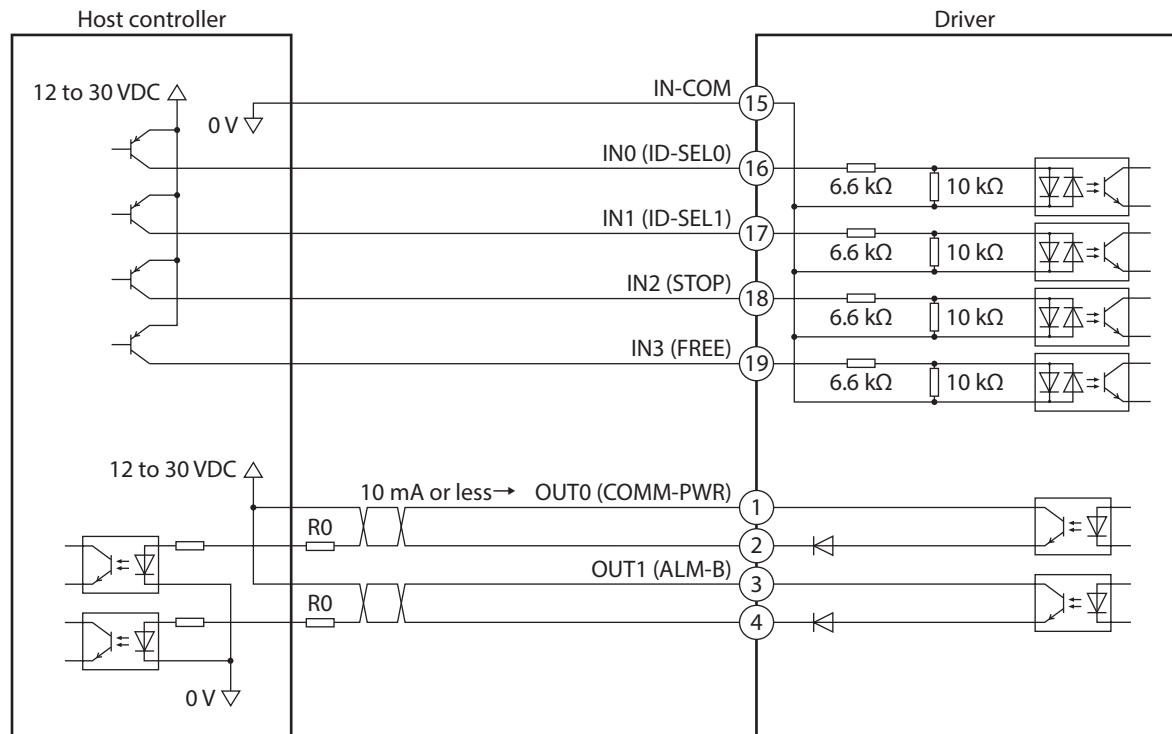 Host controller
Driver
12 to 30 VDC
0 V
IN-COM
15
IN0 (ID-SEL0)
16
6.6 kΩ
10 kΩ
IN1 (ID-SEL1)
17
6.6 kΩ
10 kΩ
IN2 (STOP)
18
6.6 kΩ
10 kΩ
IN3 (FREE)
19
6.6 kΩ
10 kΩ
12 to 30 VDC
10 mA or less→
OUT0 (COMM-PWR)
1
R0
2
OUT1 (ALM-B)
3
R0
4
0 V